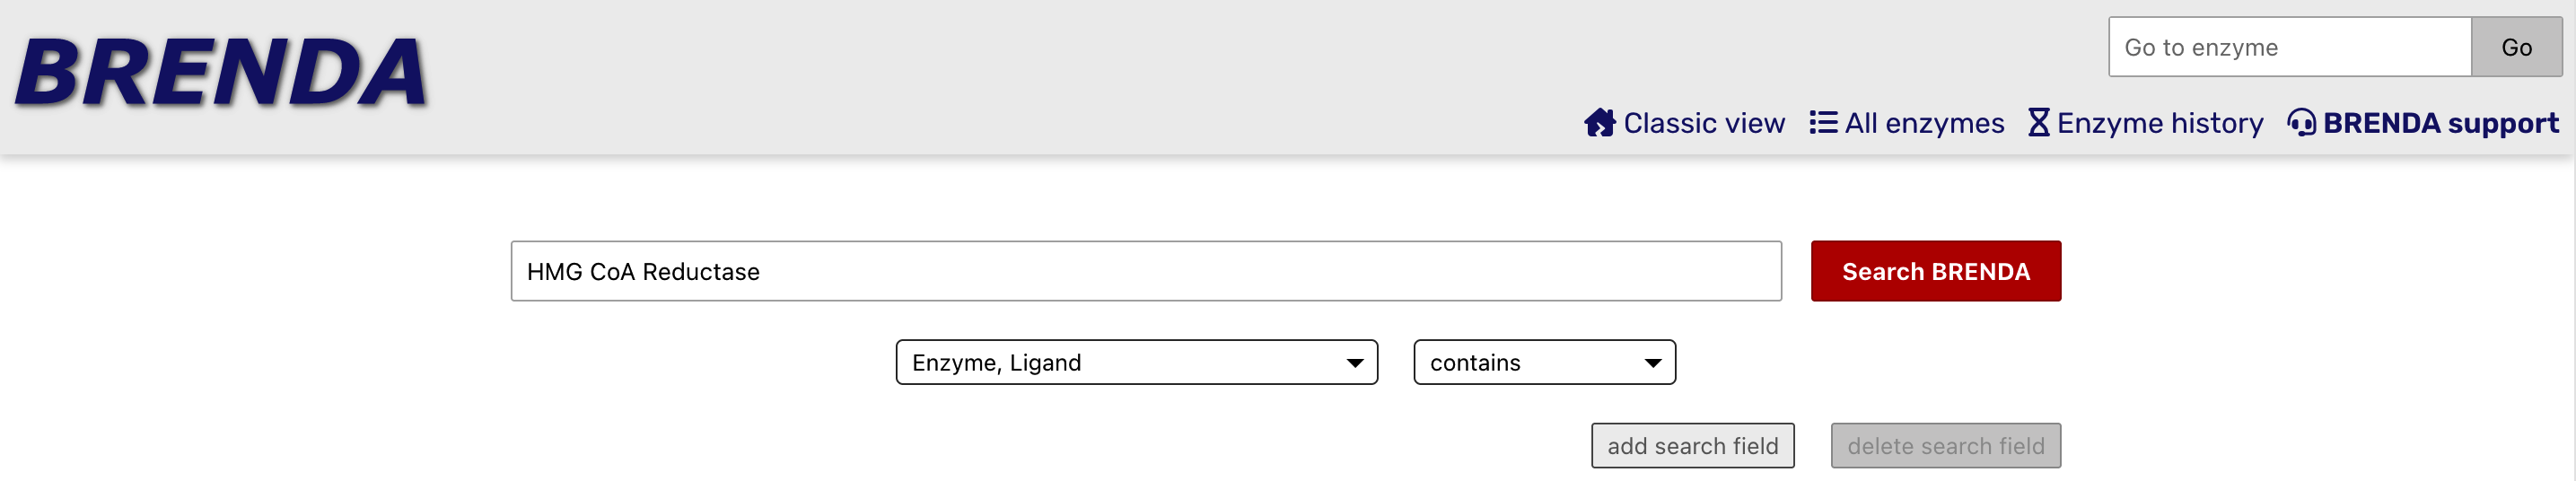 BRENDA
Go to enzyme Go
Classic view All enzymes Enzyme history BRENDA support
HMG CoA Reductase Search BRENDA
Enzyme, Ligand contains
add search field delete search field